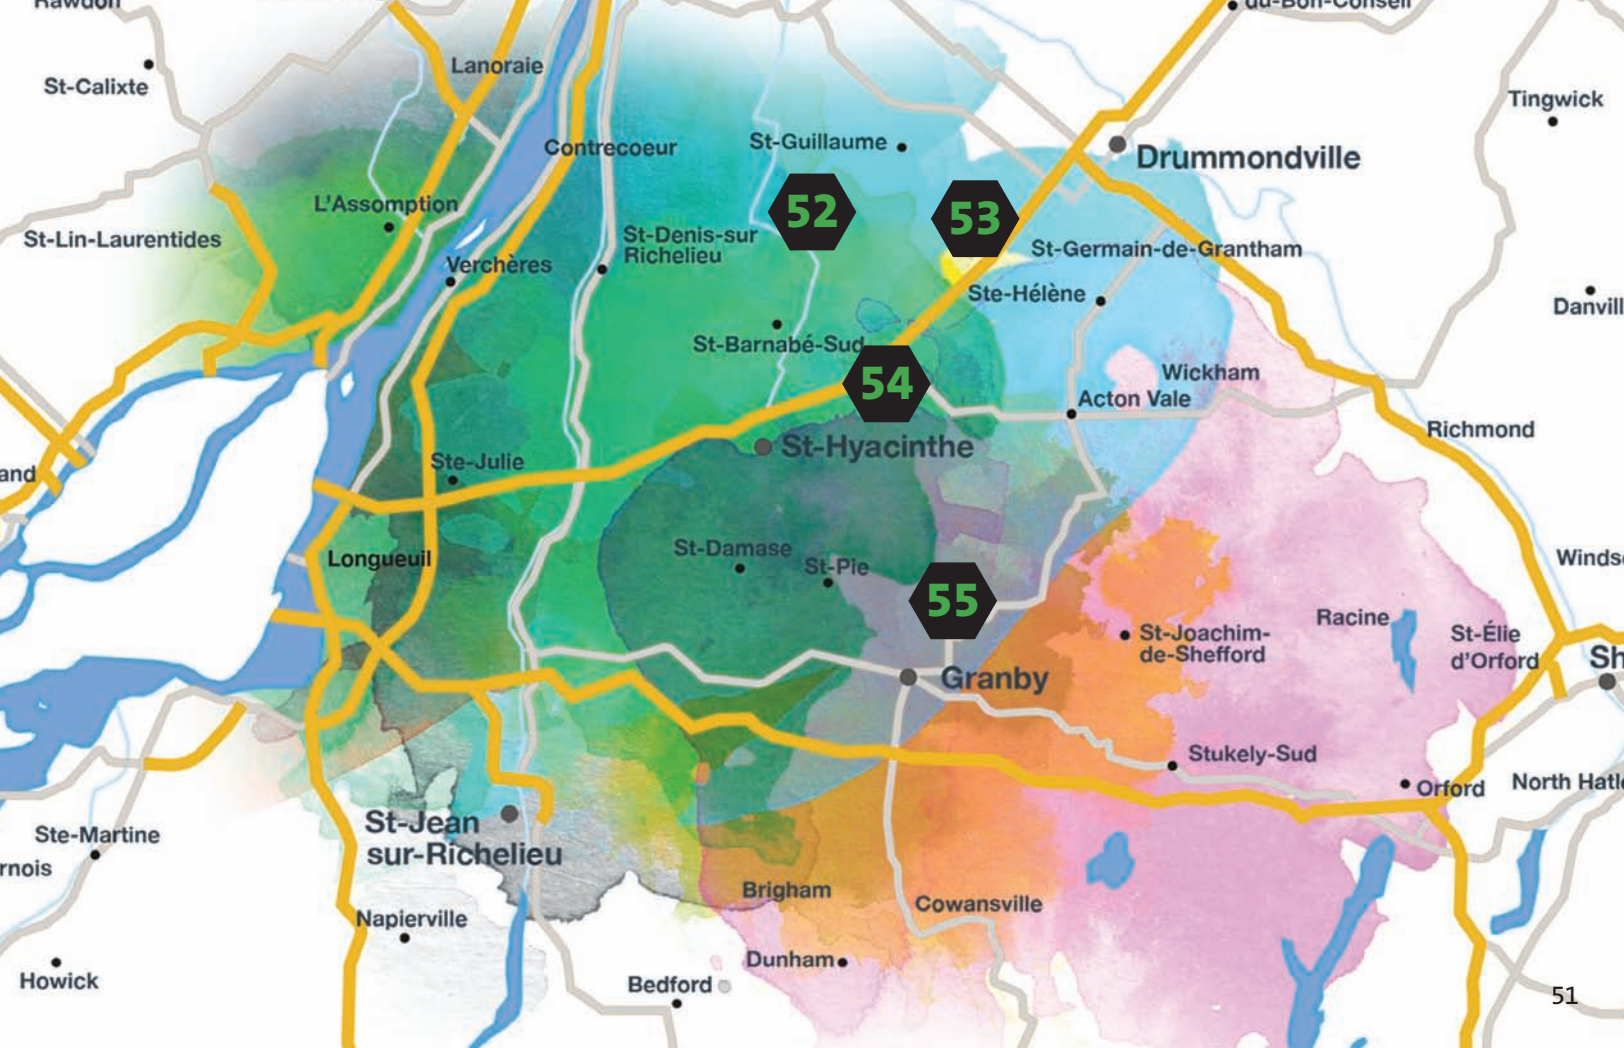 Rawdon
du-Bon-Conseil
St-Calixte
Lanoraie
Tingwick
Contrecoeur
St-Guillaume
Drummondville
L'Assomption
52
53
St-Lin-Laurentides
St-Denis-sur
Richelieu
St-Germain-de-Grantham
Verchères
Ste-Hélène
Danvill
St-Barnabé-Sud
54
Wickham
Acton Vale
Richmond
St-Hyacinthe
Ste-Julie
and
St-Damase
St-Pie
Longueuil
Winds
55
Racine
St-Élie
d'Orford
St-Joachim-
de-Shefford
Sh
Granby
Stukely-Sud
Orford
North Hatl
St-Jean
sur-Richelieu
Ste-Martine
rnois
Brigham
Cowansville
Napierville
Dunham
Howick
Bedford
51